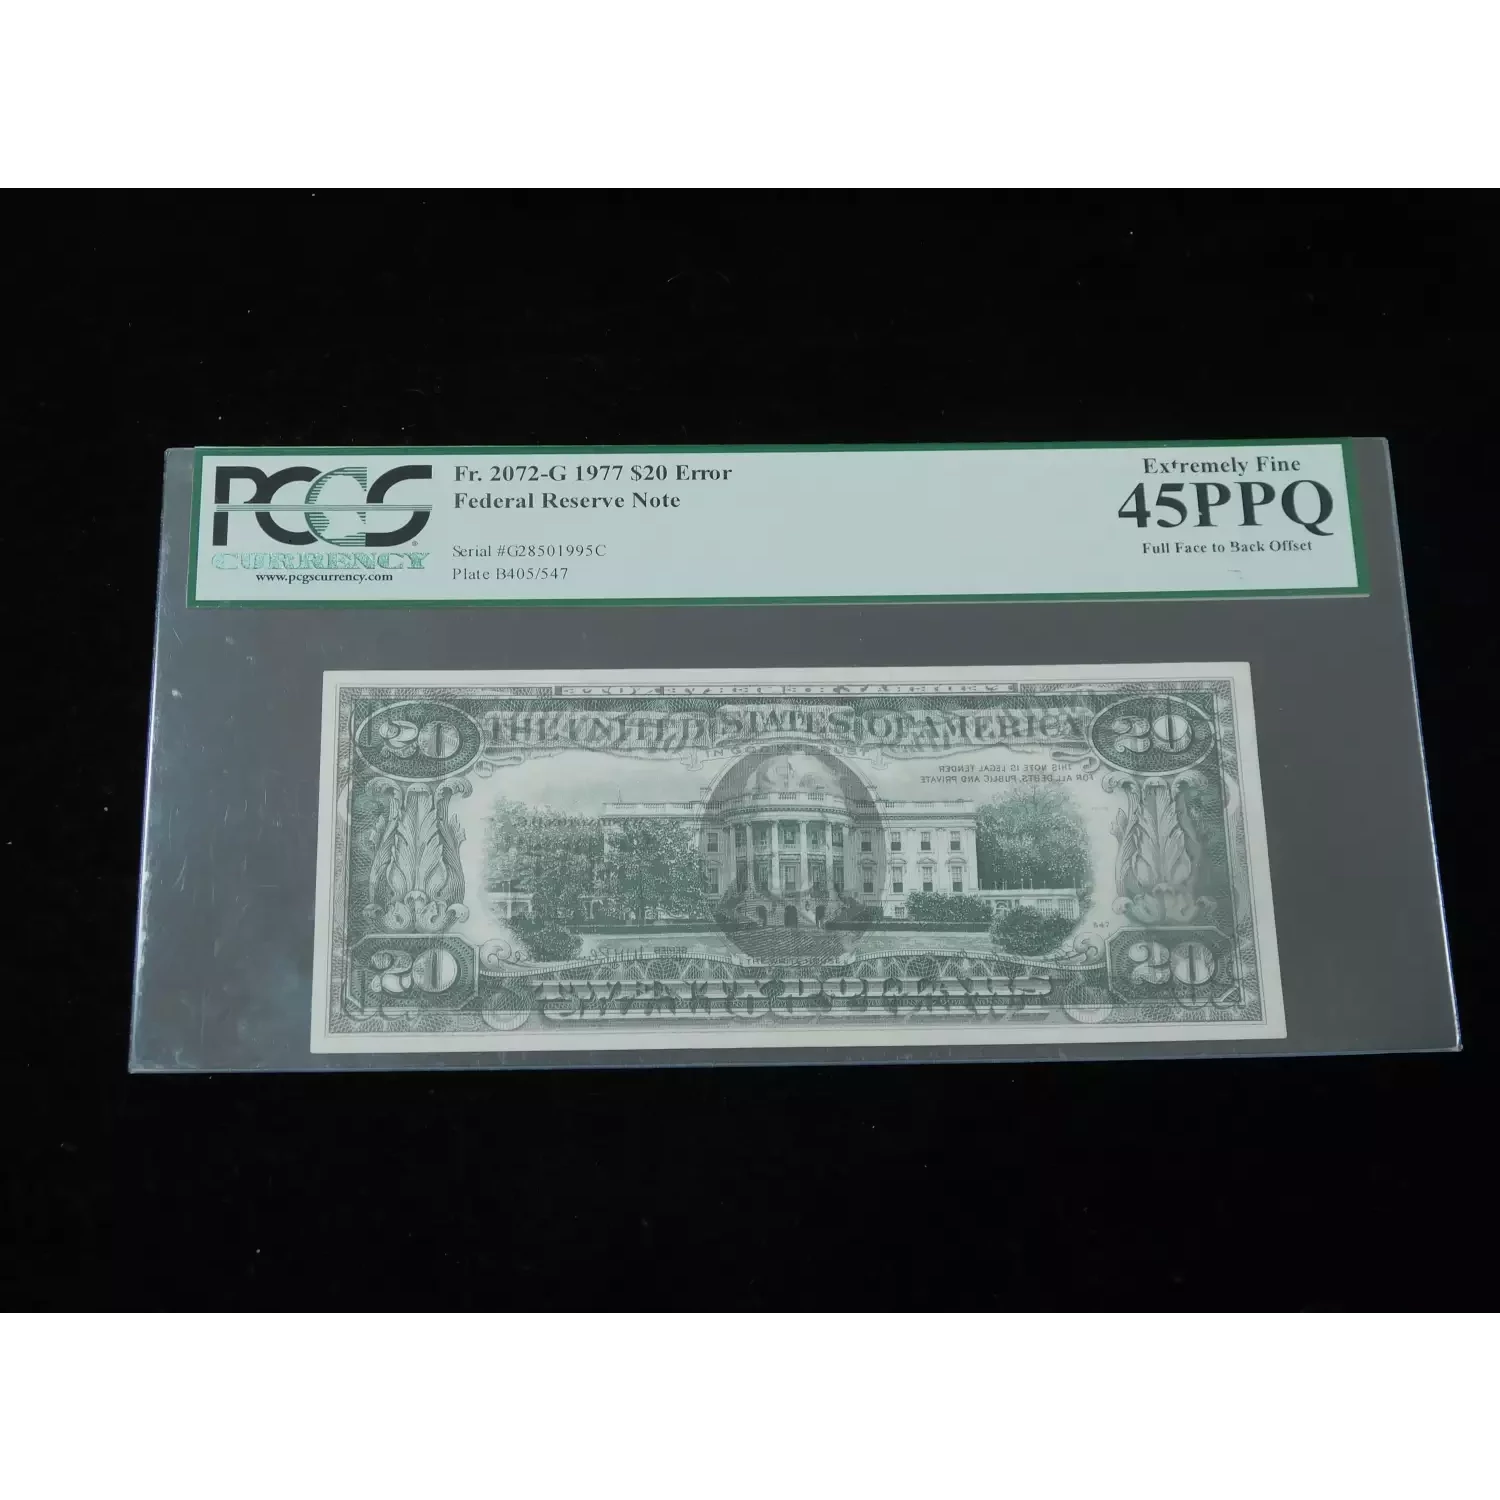 PCGS
CURRENCY
www.pcgscurrency.com
Fr. 2072-G 1977 $20 Error
Federal Reserve Note
Serial #G28501995C
Plate B405/547
Extremely Fine
45PPQ
Full Face to Back Offset
20 THE UNITED STATES OF AMERICA 20
THIS NOTE IS LEGAL TENDER
FOR ALL DEBTS, PUBLIC AND PRIVATE
547
20 TWENTY DOLLARS 20